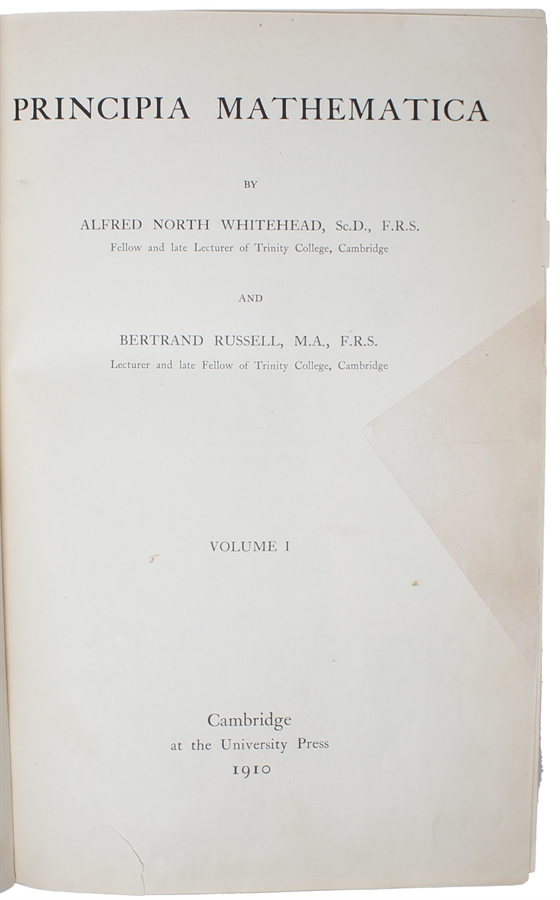 PRINCIPIA MATHEMATICA
BY
ALFRED NORTH WHITEHEAD, Sc.D., F.R.S.
Fellow and late Lecturer of Trinity College, Cambridge
AND
BERTRAND RUSSELL, M.A., F.R.S.
Lecturer and late Fellow of Trinity College, Cambridge
VOLUME I
Cambridge
at the University Press
1910